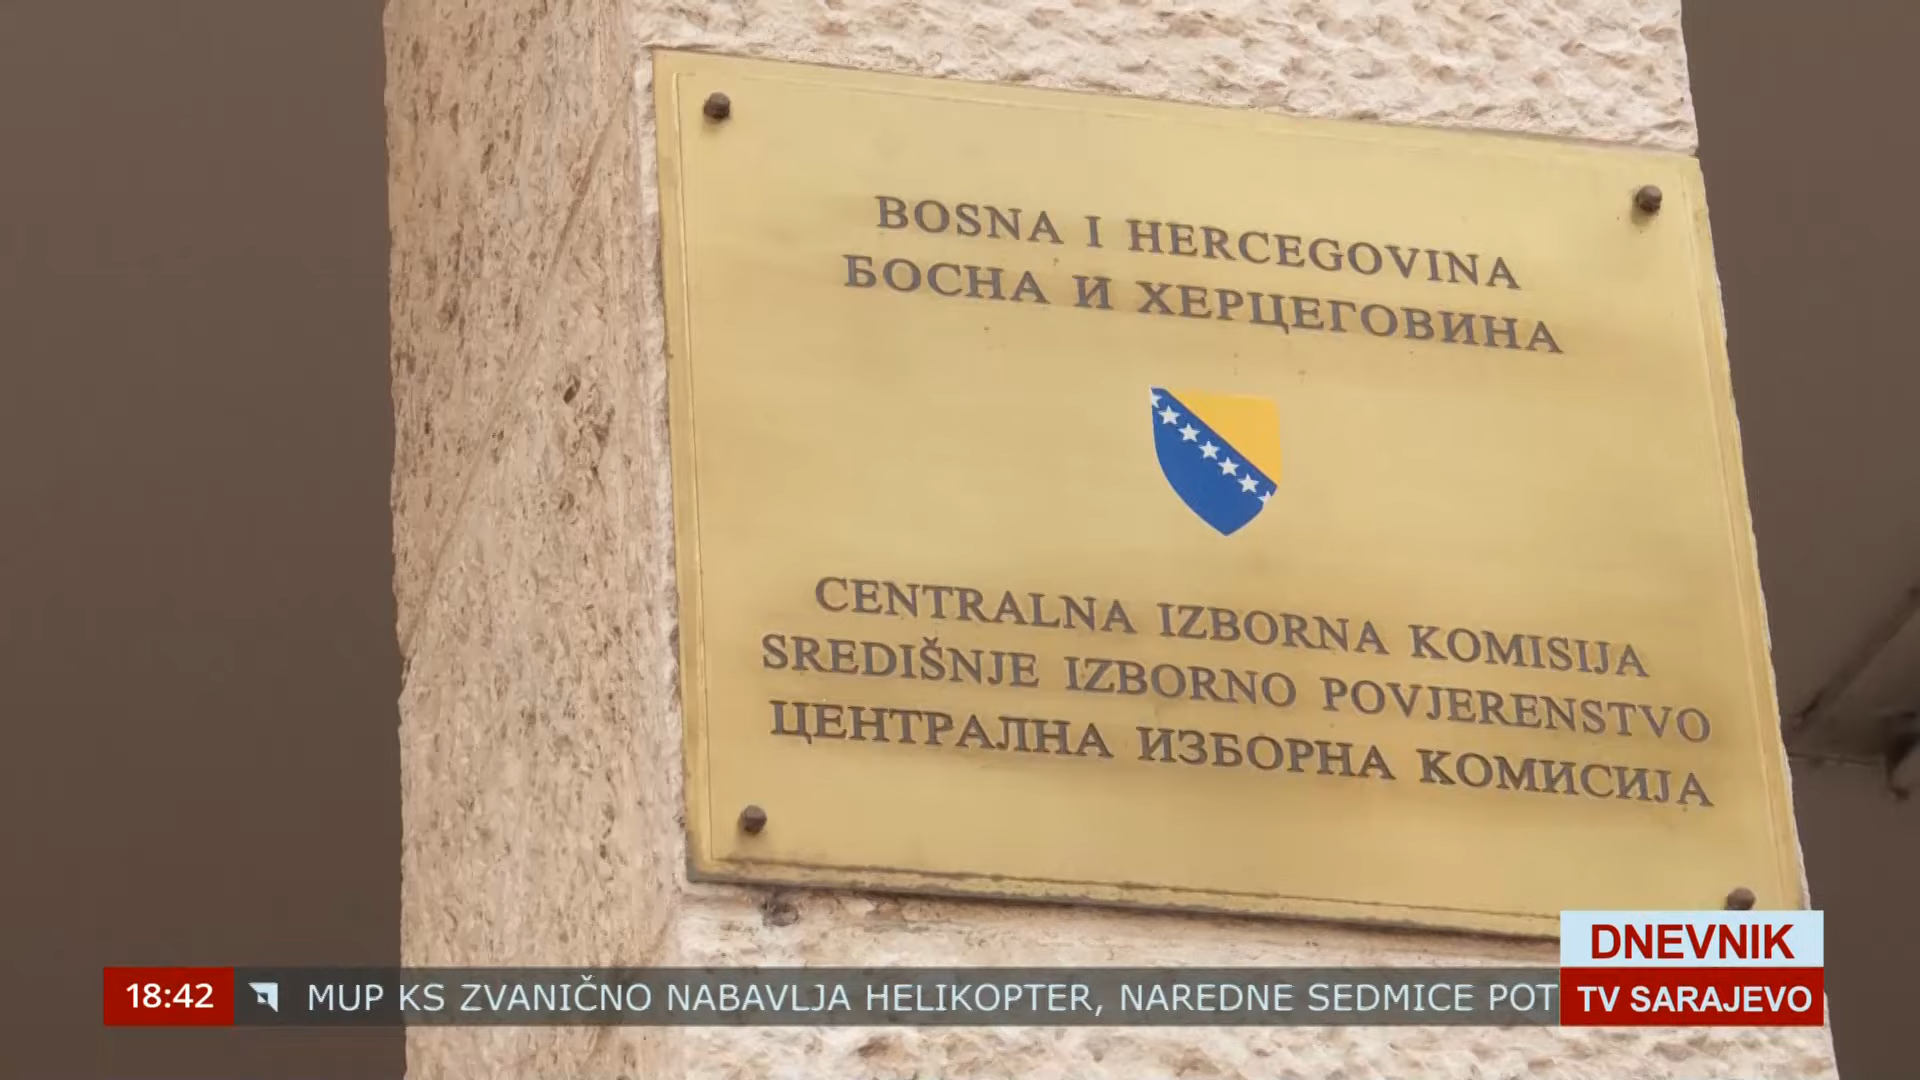 BOSNA I HERCEGOVINA
БОСНА И ХЕРЦЕГОВИНА
CENTRALNA IZBORNA KOMISIJA
SREDIŠNJE IZBORNO POVJERENSTVO
ЦЕНТРАЛНА ИЗБОРНА КОМИСИЈА
DNEVNIK
18:42 MUP KS ZVANIČNO NABAVLJA HELIKOPTER, NAREDNE SEDMICE POT
TV SARAJEVO